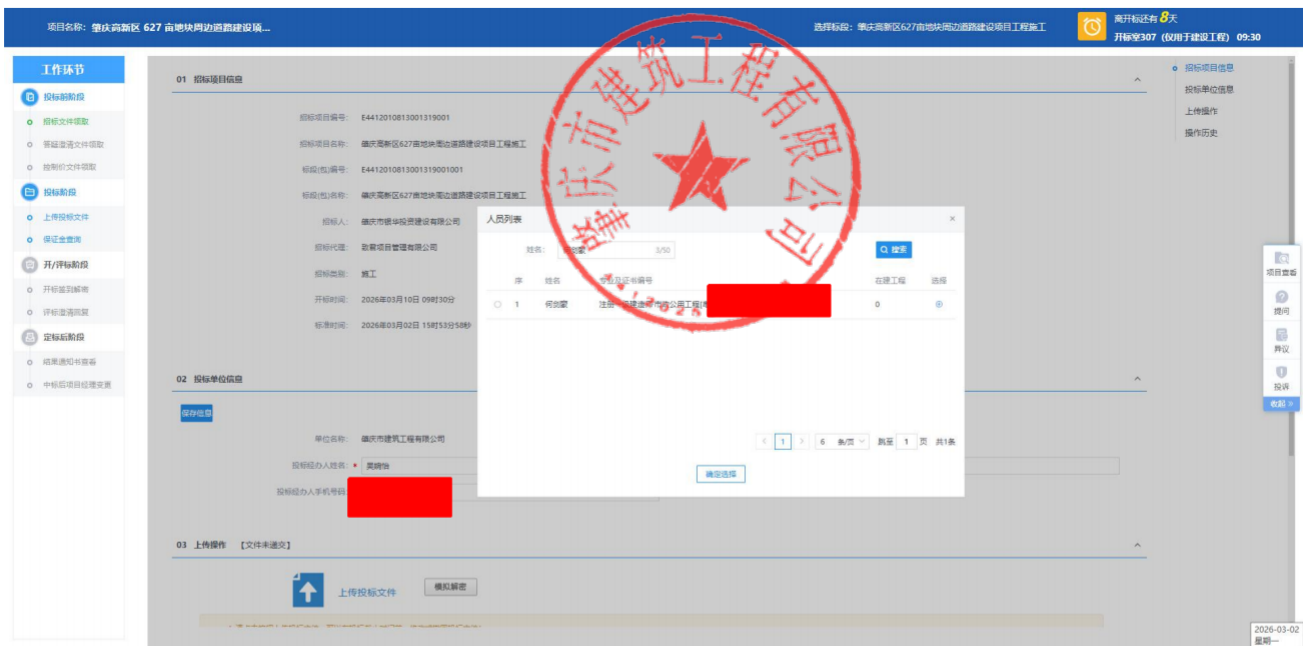 项目名称: 肇庆高新区 627 亩地块周边道路建设项...
选择标段: 肇庆高新区627亩地块周边道路建设项目工程施工
离开标还有 8天
开标室307 (仅用于建设工程) 09:30
工作环节
投标前阶段
招标文件领取
答疑澄清文件领取
控制价文件领取
投标阶段
上传投标文件
保证金查询
开/评标阶段
开标签到解密
评标澄清回复
定标后阶段
结果通知书查看
中标后项目经理变更
01 招标项目信息
招标项目编号: E4412010813001319001
招标项目名称: 肇庆高新区627亩地块周边道路建设项目工程施工
标段(包)编号: E4412010813001319001001
标段(包)名称: 肇庆高新区627亩地块周边道路建设项目工程施工
招标人: 肇庆市银华投资建设有限公司
招标代理: 项目管理有限公司
招标类别: 施工
开标时间: 2026年03月10日 09时30分
标准时间: 2026年03月02日 15时53分58秒
02 投标单位信息
保存信息
单位名称: 肇庆市建筑工程有限公司
投标经办人姓名: *
投标经办人手机号码:
03 上传操作 【文件未递交】
上传投标文件
模拟解密
人员列表
×
姓名:
3/50
搜索
序 姓名 专业及证书编号 在建工程 选择
1 何剑蒙 0
< 1 > 6 条/页 跳至 1 页 共1条
确定选择
肇庆市建筑工程有限公司
招标项目信息
投标单位信息
上传操作
操作历史
项目查看
提问
异议
投诉
收起 »
2026-03-02
星期一